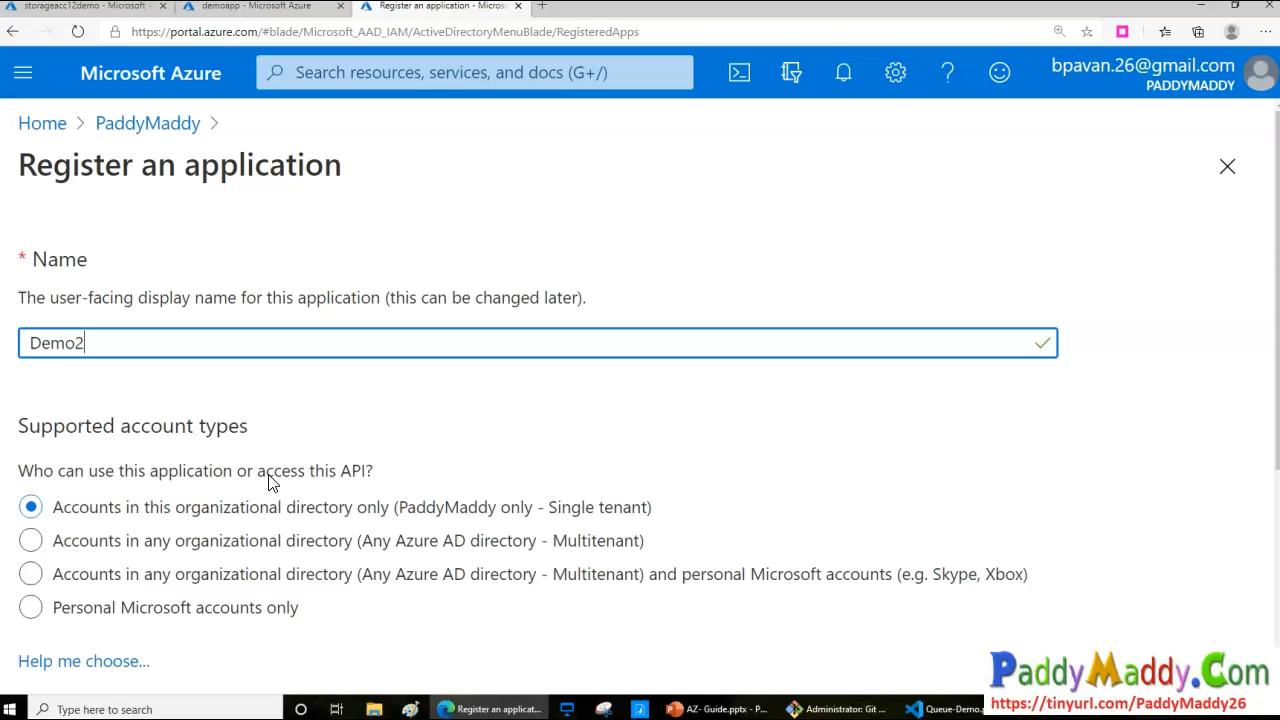 storageacc12demo - Microsoft
demoapp - Microsoft Azure
Register an application - Micros
https://portal.azure.com/#blade/Microsoft_AAD_IAM/ActiveDirectoryMenuBlade/RegisteredApps
Microsoft Azure
Search resources, services, and docs (G+/)
bpavan.26@gmail.com
PADDYMADDY
Home > PaddyMaddy >
Register an application
* Name
The user-facing display name for this application (this can be changed later).
Demo2
Supported account types
Who can use this application or access this API?
Accounts in this organizational directory only (PaddyMaddy only - Single tenant)
Accounts in any organizational directory (Any Azure AD directory - Multitenant)
Accounts in any organizational directory (Any Azure AD directory - Multitenant) and personal Microsoft accounts (e.g. Skype, Xbox)
Personal Microsoft accounts only
Help me choose...
PaddyMaddy.Com
https://tinyurl.com/PaddyMaddy26
Type here to search
Register an applicat...
AZ- Guide.pptx - P...
Administrator: Git ...
Queue-Demo.p